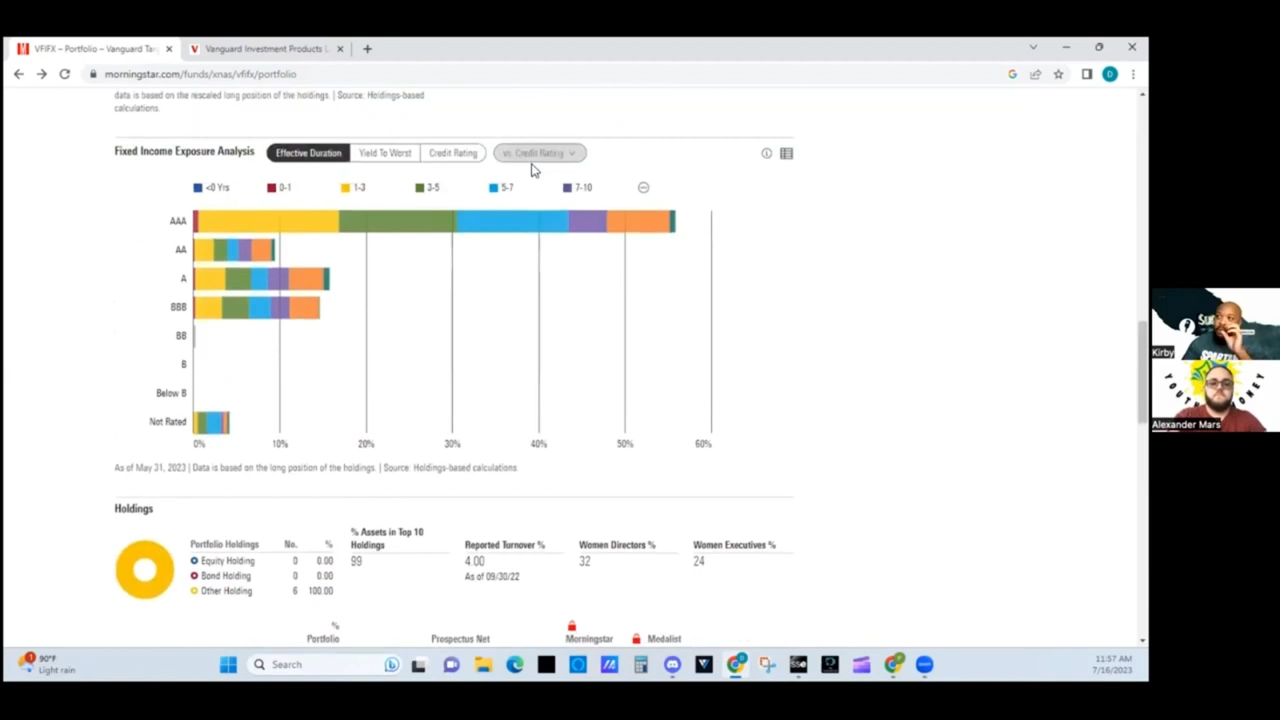 VFIFX – Portfolio – Vanguard Tar
Vanguard Investment Products L
morningstar.com/funds/xnas/vfifx/portfolio
D
data is based on the rescaled long position of the holdings. | Source: Holdings-based
calculations.
Fixed Income Exposure Analysis
Effective Duration
Yield To Worst
Credit Rating
vs. Credit Rating
<0 Yrs
0-1
1-3
3-5
5-7
7-10
AAA
AA
A
BBB
BB
B
Below B
Not Rated
0% 10% 20% 30% 40% 50% 60%
As of May 31, 2023 | Data is based on the long position of the holdings. | Source: Holdings-based calculations
Holdings
Portfolio Holdings No. %
Equity Holding 0 0.00
Bond Holding 0 0.00
Other Holding 6 100.00
% Assets in Top 10
Holdings
99
Reported Turnover %
4.00
As of 09/30/22
Women Directors %
32
Women Executives %
24
%
Portfolio
Prospectus Net
Morningstar
Medalist
Kirby
Alexander Mars
1
90°F
Light rain
Search
11:57 AM
7/16/2023